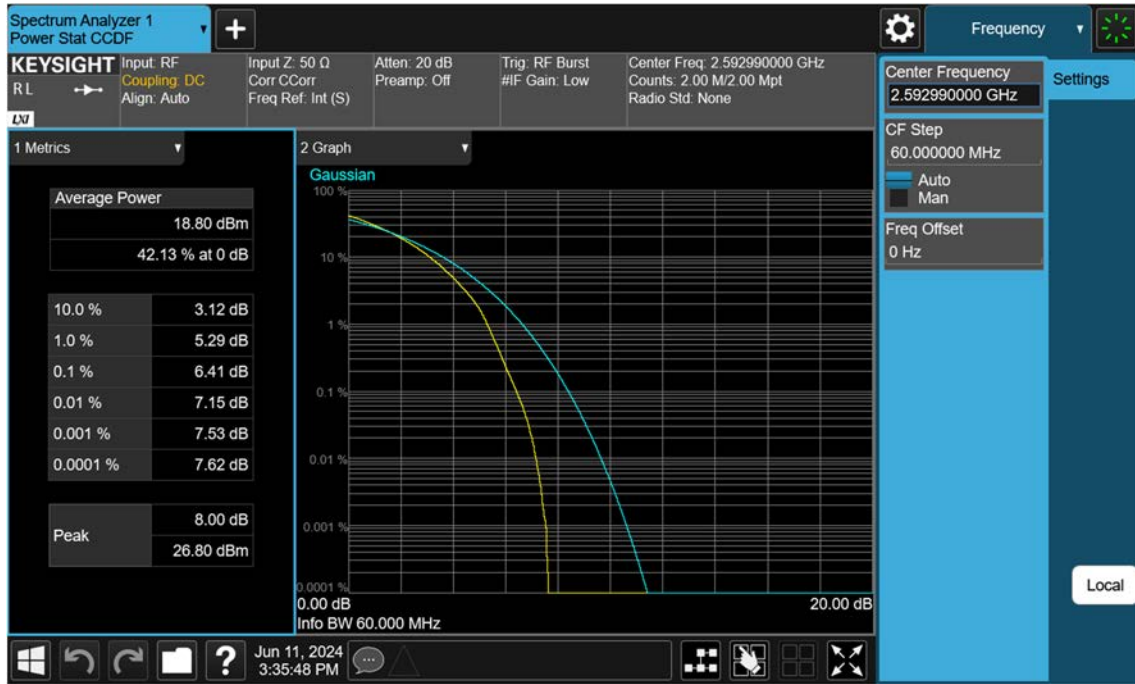 Spectrum Analyzer 1
Power Stat CCDF
+
Frequency
KEYSIGHT
RL
LXI
Input: RF
Coupling: DC
Align: Auto
Input Z: 50 Ω
Corr CCorr
Freq Ref: Int (S)
Atten: 20 dB
Preamp: Off
Trig: RF Burst
#IF Gain: Low
Center Freq: 2.592990000 GHz
Counts: 2.00 M/2.00 Mpt
Radio Std: None
Center Frequency
2.592990000 GHz
Settings
CF Step
60.000000 MHz
Auto
Man
Freq Offset
0 Hz
Local
1 Metrics
Average Power
18.80 dBm
42.13 % at 0 dB
10.0 % 3.12 dB
1.0 % 5.29 dB
0.1 % 6.41 dB
0.01 % 7.15 dB
0.001 % 7.53 dB
0.0001 % 7.62 dB
Peak
8.00 dB
26.80 dBm
2 Graph
Gaussian
100 %
10 %
1 %
0.1 %
0.01 %
0.001 %
0.0001 %
0.00 dB
20.00 dB
Info BW 60.000 MHz
?
Jun 11, 2024
3:35:48 PM